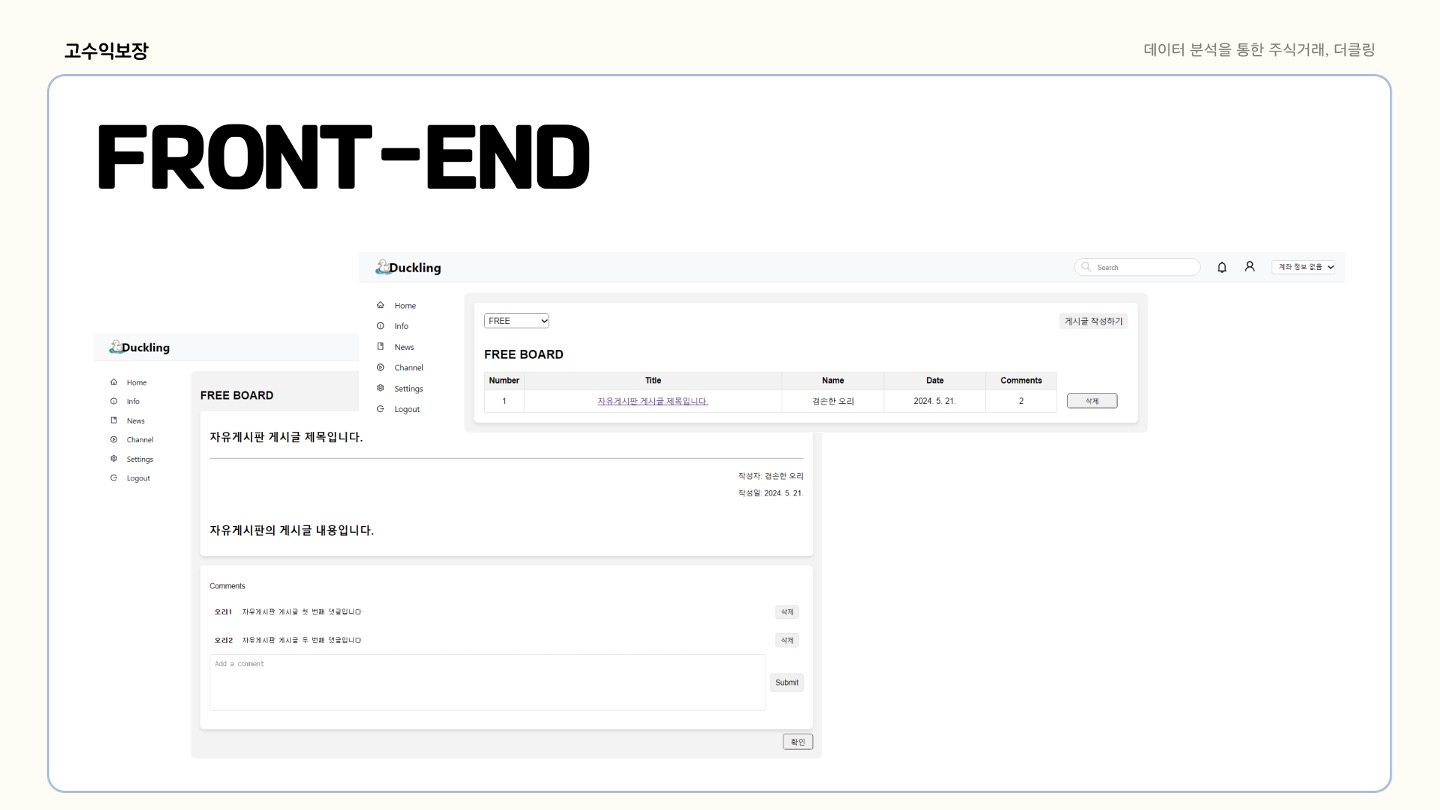 고수익보장
데이터 분석을 통한 주식거래, 더클링
FRONT-END
Duckling
Search
계좌 정보 없음
Home
Info
News
Channel
Settings
Logout
FREE
게시글 작성하기
FREE BOARD
Number Title Name Date Comments
1 자유게시판 게시글 제목입니다. 겸손한 오리 2024. 5. 21. 2 삭제
Duckling
Home
Info
News
Channel
Settings
Logout
FREE BOARD
자유게시판 게시글 제목입니다.
작성자: 겸손한 오리
작성일: 2024. 5. 21.
자유게시판의 게시글 내용입니다.
Comments
오리1 자유게시판 게시글 첫 번째 댓글입니다 삭제
오리2 자유게시판 게시글 두 번째 댓글입니다 삭제
Add a comment
Submit
확인